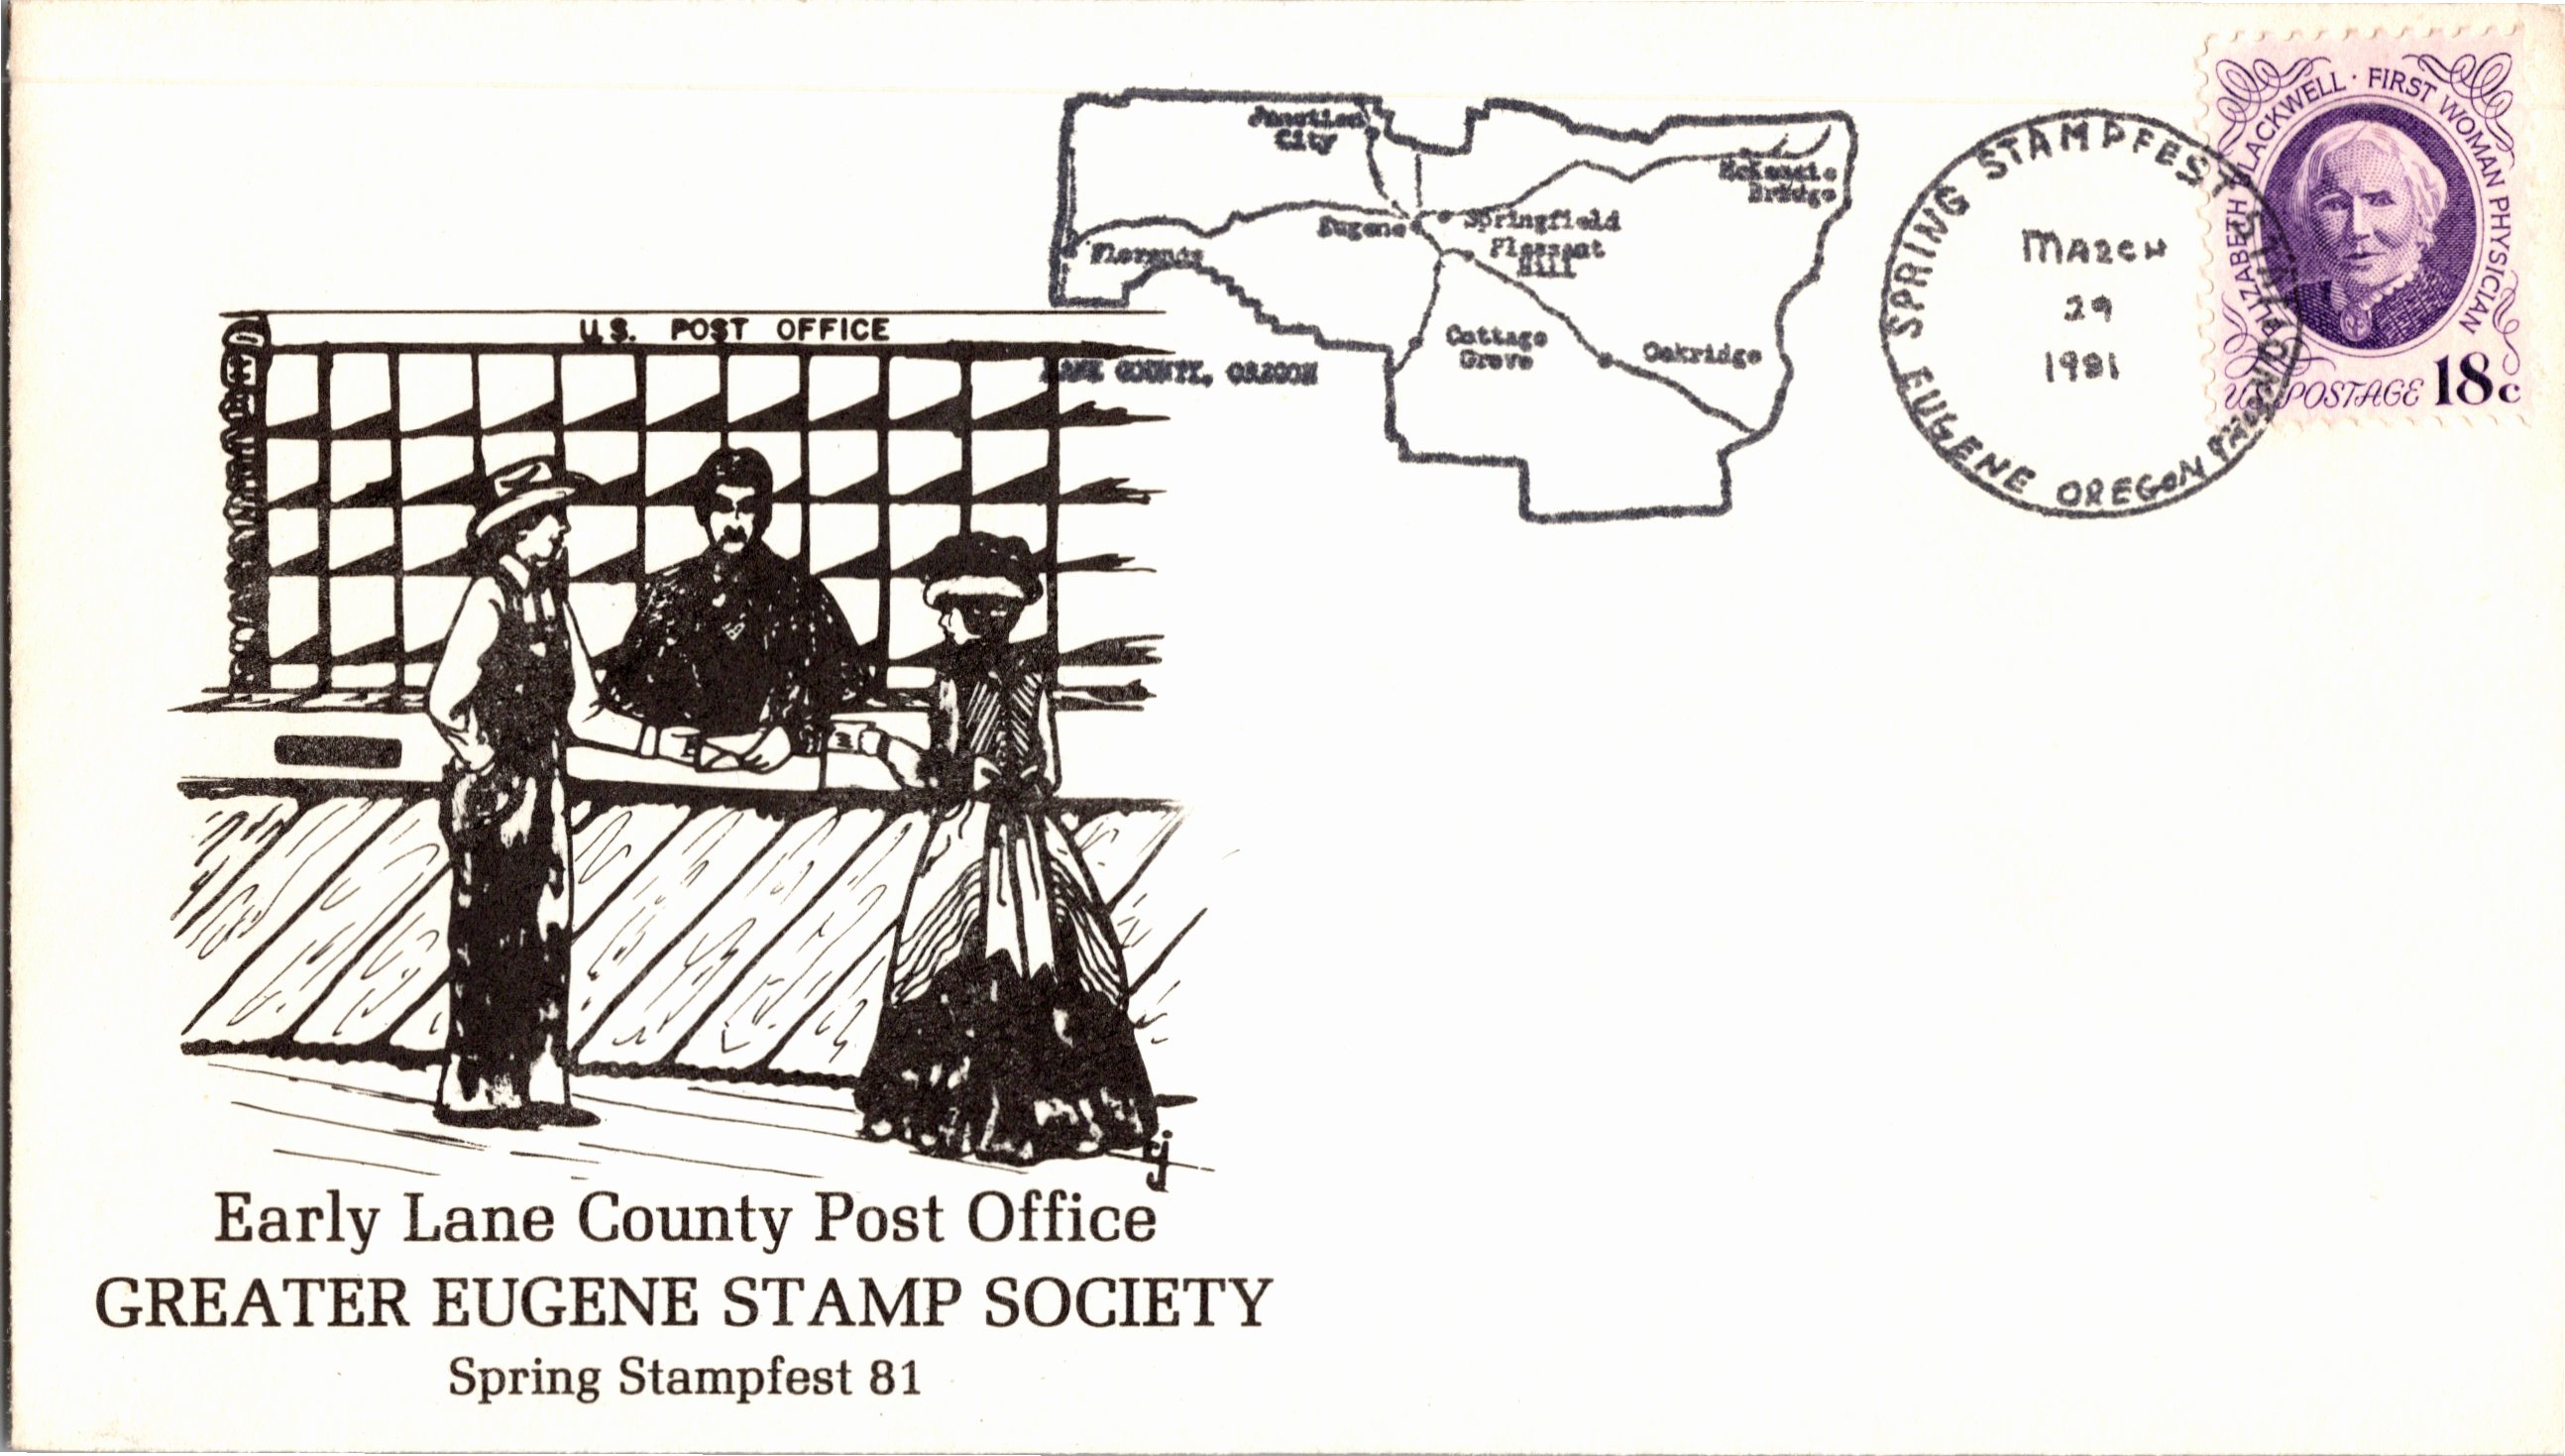 ELIZABETH BLACKWELL · FIRST WOMAN PHYSICIAN
U.S. POSTAGE 18c
SPRING STAMPFEST STATION
MARCH
29
1981
EUGENE OREGON
Junction
City
McKenzie
Bridge
Eugene
Springfield
Pleasant
Hill
Florence
Cottage
Grove
Oakridge
LANE COUNTY, OREGON
U.S. POST OFFICE
rj
Early Lane County Post Office
GREATER EUGENE STAMP SOCIETY
Spring Stampfest 81